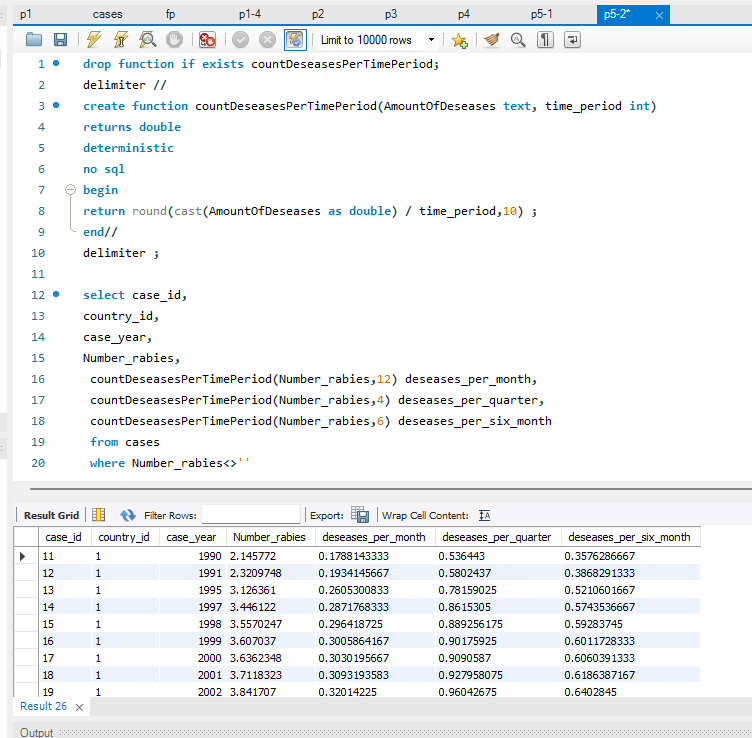 p1 cases fp p1-4 p2 p3 p4 p5-1 p5-2*
Limit to 10000 rows
1 drop function if exists countDeseasesPerTimePeriod;
2 delimiter //
3 create function countDeseasesPerTimePeriod(AmountOfDeseases text, time_period int)
4 returns double
5 deterministic
6 no sql
7 begin
8 return round(cast(AmountOfDeseases as double) / time_period,10) ;
9 end//
10 delimiter ;
11
12 select case_id,
13 country_id,
14 case_year,
15 Number_rabies,
16 countDeseasesPerTimePeriod(Number_rabies,12) deseases_per_month,
17 countDeseasesPerTimePeriod(Number_rabies,4) deseases_per_quarter,
18 countDeseasesPerTimePeriod(Number_rabies,6) deseases_per_six_month
19 from cases
20 where Number_rabies<>''
Result Grid Filter Rows: Export: Wrap Cell Content:
case_id country_id case_year Number_rabies deseases_per_month deseases_per_quarter deseases_per_six_month
11 1 1990 2.145772 0.1788143333 0.536443 0.3576286667
12 1 1991 2.3209748 0.1934145667 0.5802437 0.3868291333
13 1 1995 3.126361 0.2605300833 0.78159025 0.5210601667
14 1 1997 3.446122 0.2871768333 0.8615305 0.5743536667
15 1 1998 3.5570247 0.296418725 0.889256175 0.59283745
16 1 1999 3.607037 0.3005864167 0.90175925 0.6011728333
17 1 2000 3.6362348 0.3030195667 0.9090587 0.6060391333
18 1 2001 3.7118323 0.3093193583 0.927958075 0.6186387167
19 1 2002 3.841707 0.32014225 0.96042675 0.6402845
Result 26
Output